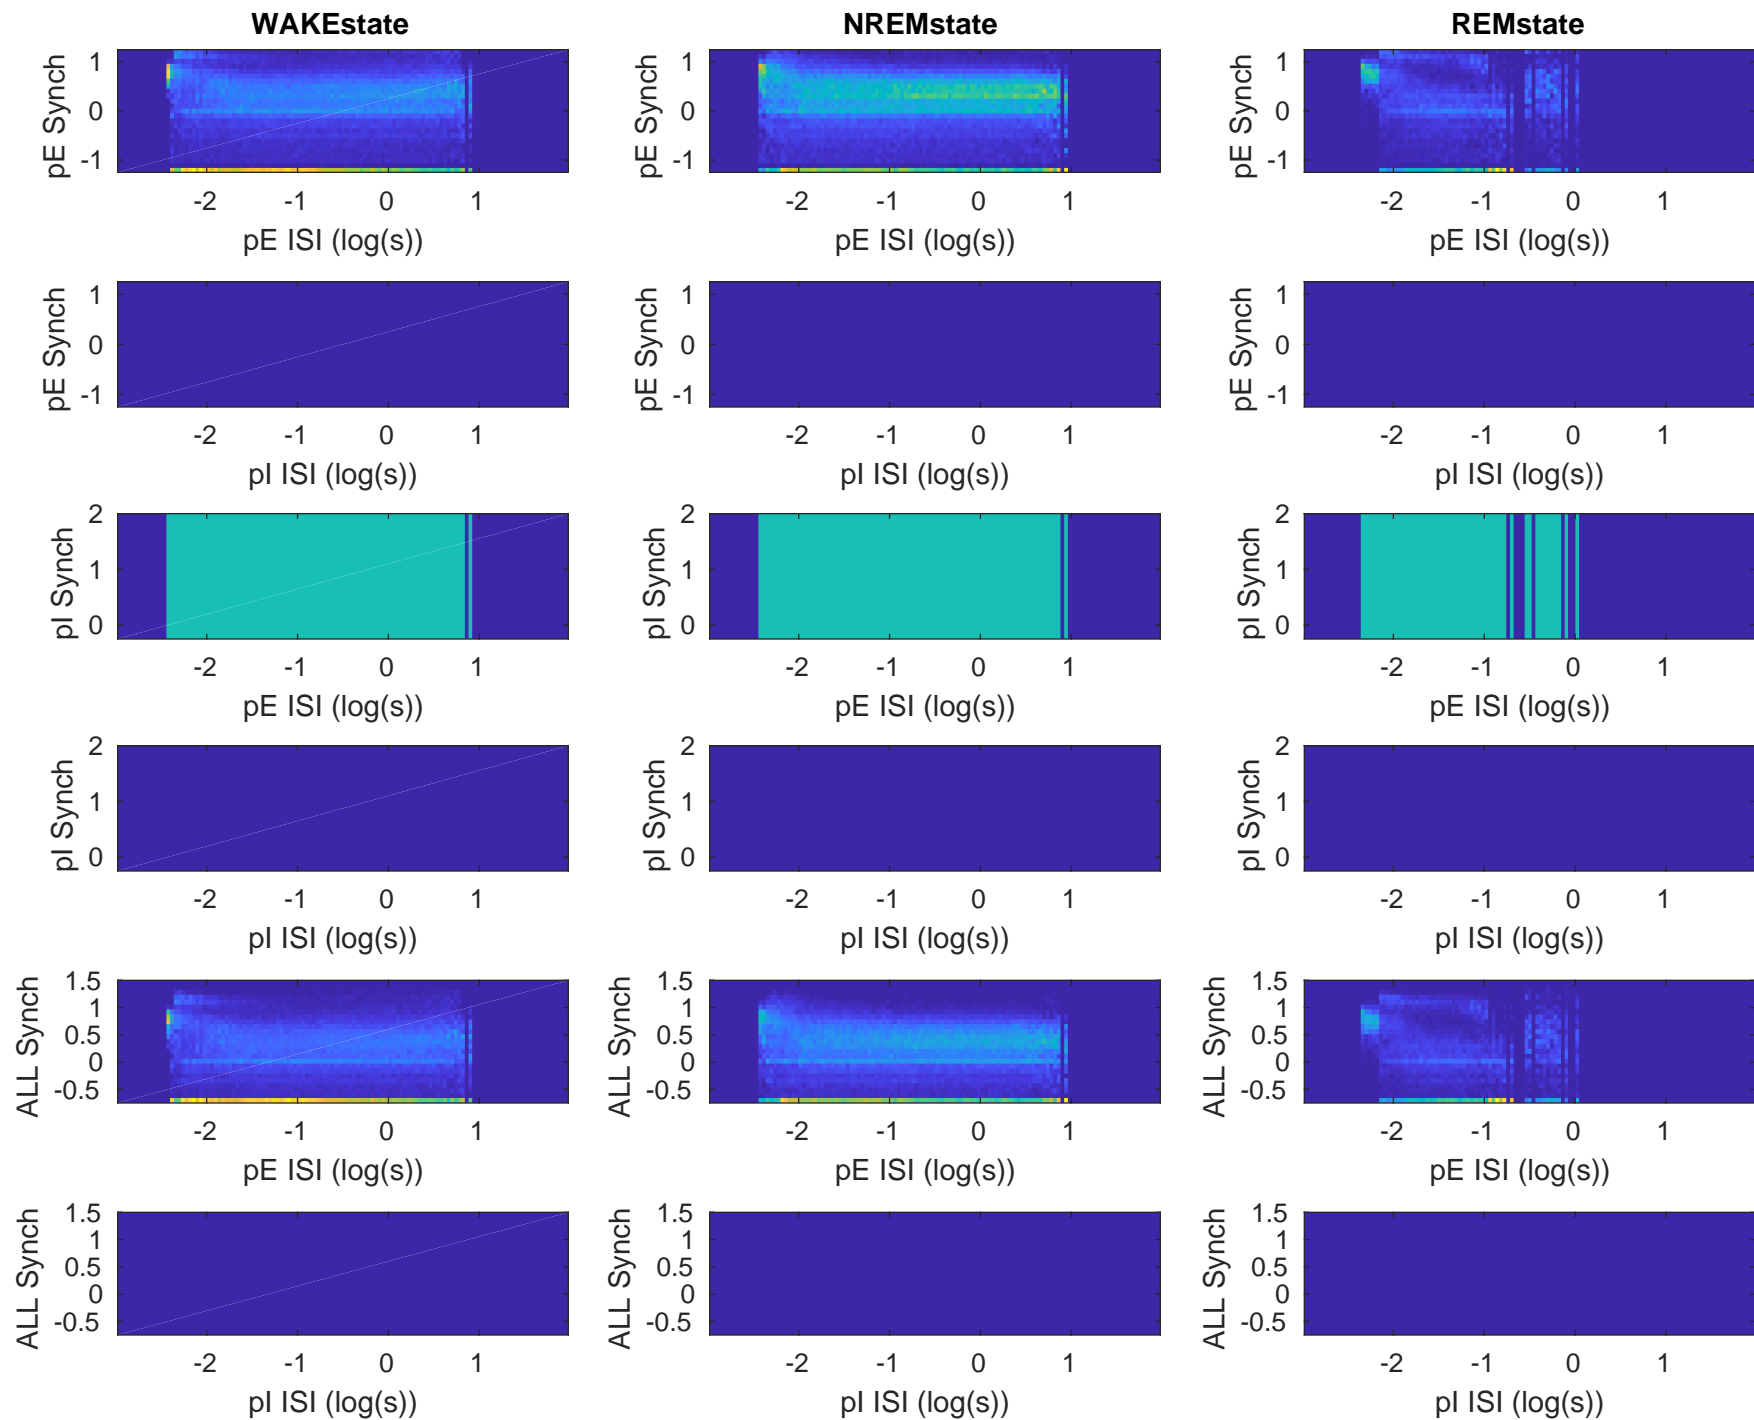 WAKEstate NREMstate REMstate
pE Synch 1 0 -1 pE Synch 1 0 -1 pE Synch 1 0 -1
-2 -1 0 1 -2 -1 0 1 -2 -1 0 1
pE ISI (log(s)) pE ISI (log(s)) pE ISI (log(s))
pE Synch 1 0 -1 pE Synch 1 0 -1 pE Synch 1 0 -1
-2 -1 0 1 -2 -1 0 1 -2 -1 0 1
pI ISI (log(s)) pI ISI (log(s)) pI ISI (log(s))
pI Synch 2 1 0 pI Synch 2 1 0 pI Synch 2 1 0
-2 -1 0 1 -2 -1 0 1 -2 -1 0 1
pE ISI (log(s)) pE ISI (log(s)) pE ISI (log(s))
pI Synch 2 1 0 pI Synch 2 1 0 pI Synch 2 1 0
-2 -1 0 1 -2 -1 0 1 -2 -1 0 1
pI ISI (log(s)) pI ISI (log(s)) pI ISI (log(s))
ALL Synch 1.5 1 0.5 0 -0.5 ALL Synch 1.5 1 0.5 0 -0.5 ALL Synch 1.5 1 0.5 0 -0.5
-2 -1 0 1 -2 -1 0 1 -2 -1 0 1
pE ISI (log(s)) pE ISI (log(s)) pE ISI (log(s))
ALL Synch 1.5 1 0.5 0 -0.5 ALL Synch 1.5 1 0.5 0 -0.5 ALL Synch 1.5 1 0.5 0 -0.5
-2 -1 0 1 -2 -1 0 1 -2 -1 0 1
pI ISI (log(s)) pI ISI (log(s)) pI ISI (log(s))